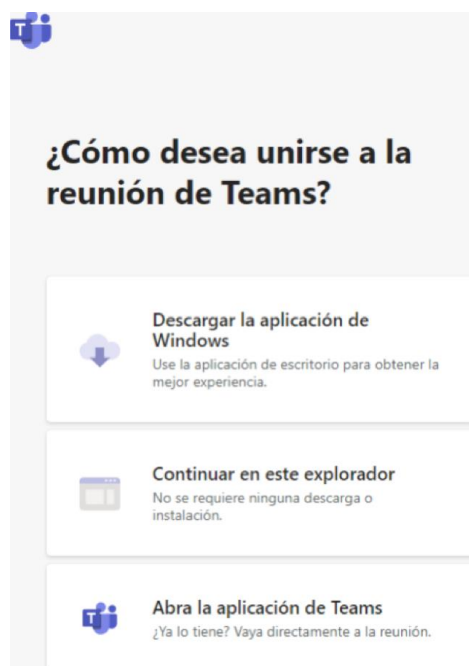 T
¿Cómo desea unirse a la
reunión de Teams?
Descargar la aplicación de
Windows
Use la aplicación de escritorio para obtener la
mejor experiencia.
Continuar en este explorador
No se requiere ninguna descarga o
instalación.
T
Abra la aplicación de Teams
¿Ya lo tiene? Vaya directamente a la reunión.